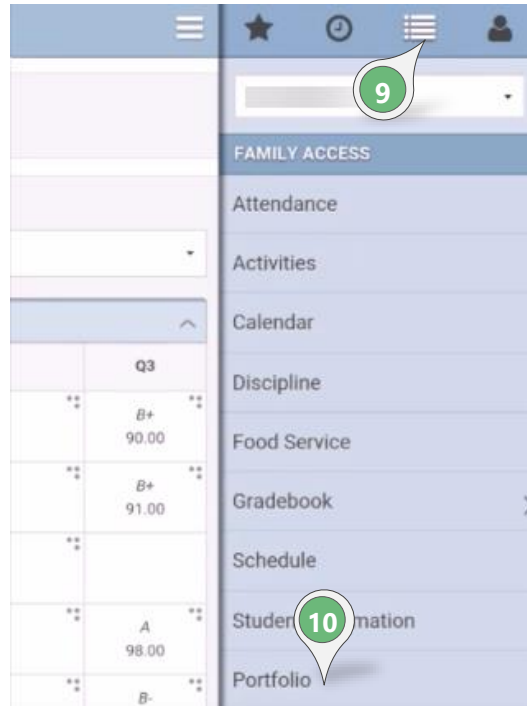 9
FAMILY ACCESS
Attendance
Activities
Calendar
Q3
Discipline
B+
90.00
Food Service
B+
91.00
Gradebook
Schedule
10
A
98.00
Portfolio
B-